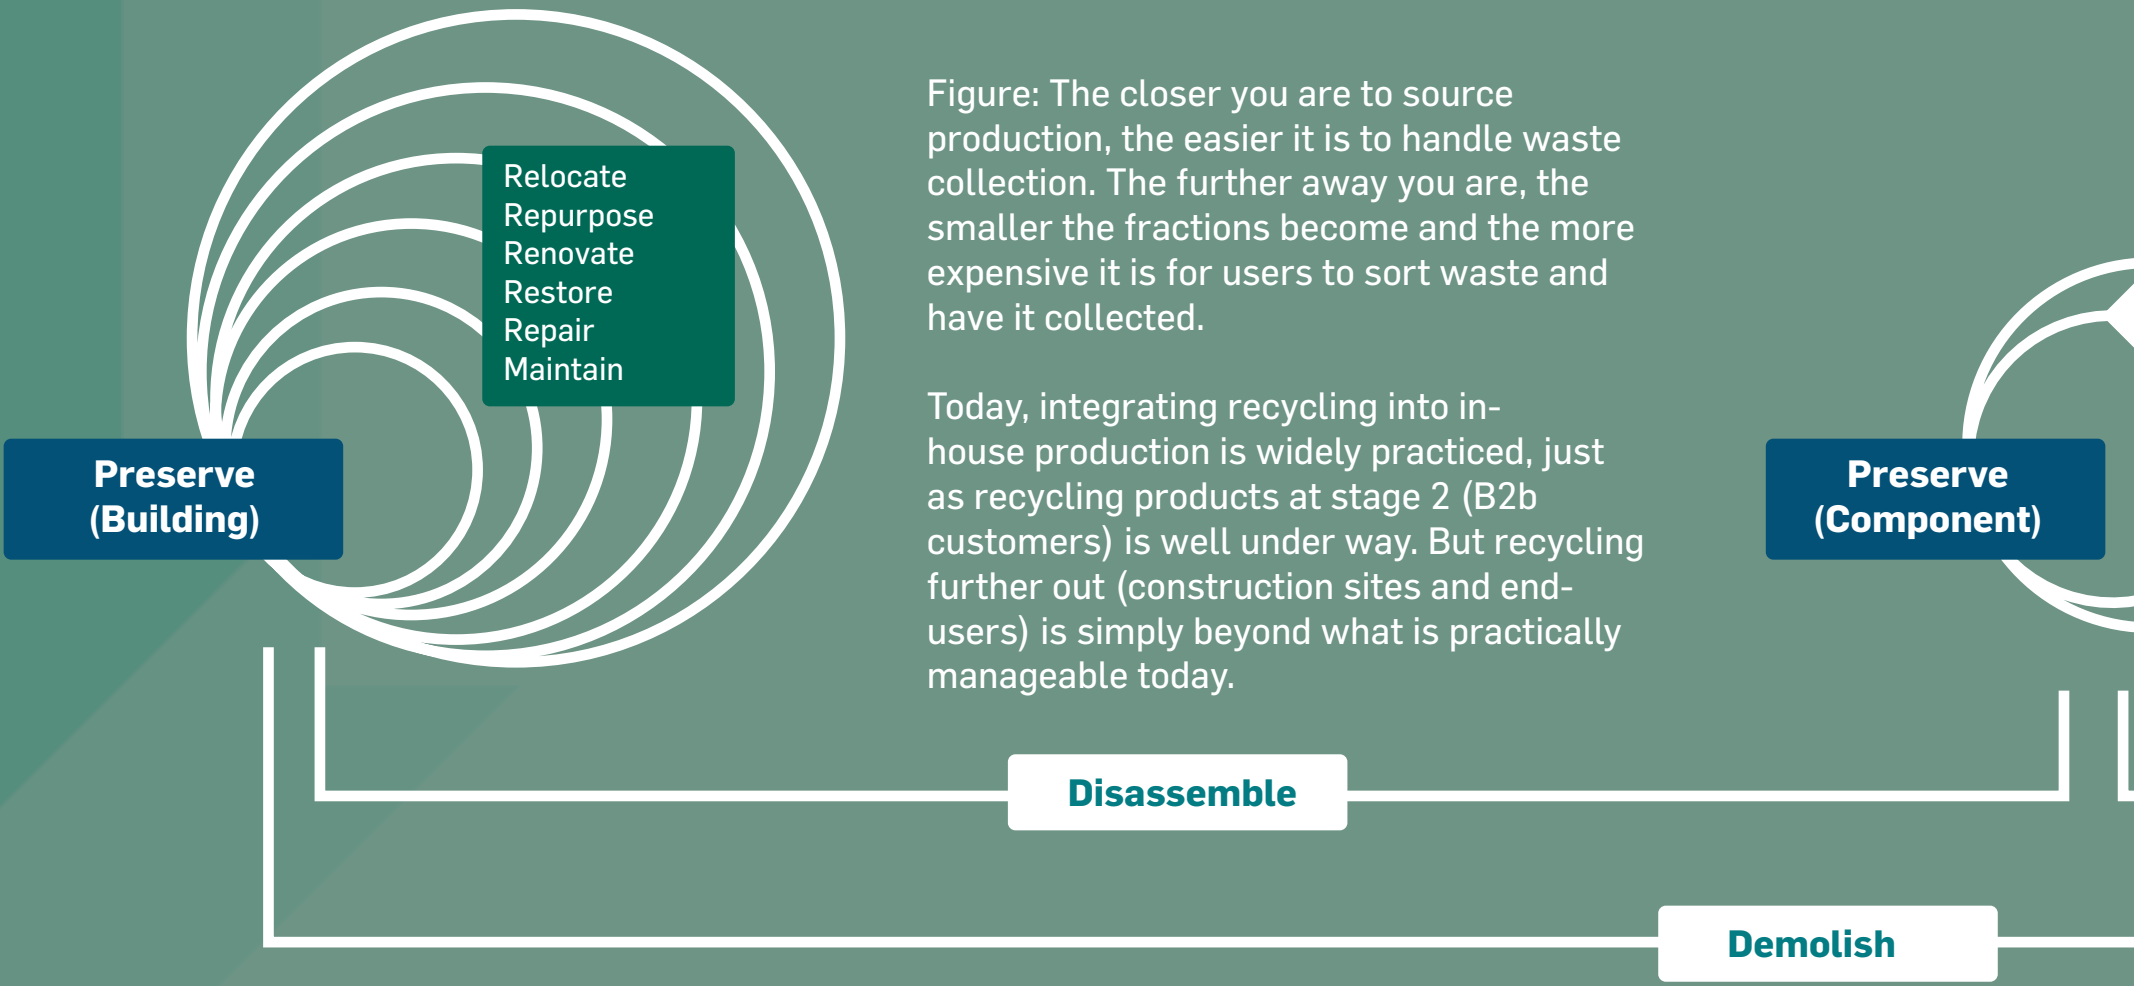 Relocate
Repurpose
Renovate
Restore
Repair
Maintain
Preserve
(Building)
Figure: The closer you are to source
production, the easier it is to handle waste
collection. The further away you are, the
smaller the fractions become and the more
expensive it is for users to sort waste and
have it collected.
Today, integrating recycling into in-
house production is widely practiced, just
as recycling products at stage 2 (B2b
customers) is well under way. But recycling
further out (construction sites and end-
users) is simply beyond what is practically
manageable today.
Preserve
(Component)
Disassemble
Demolish